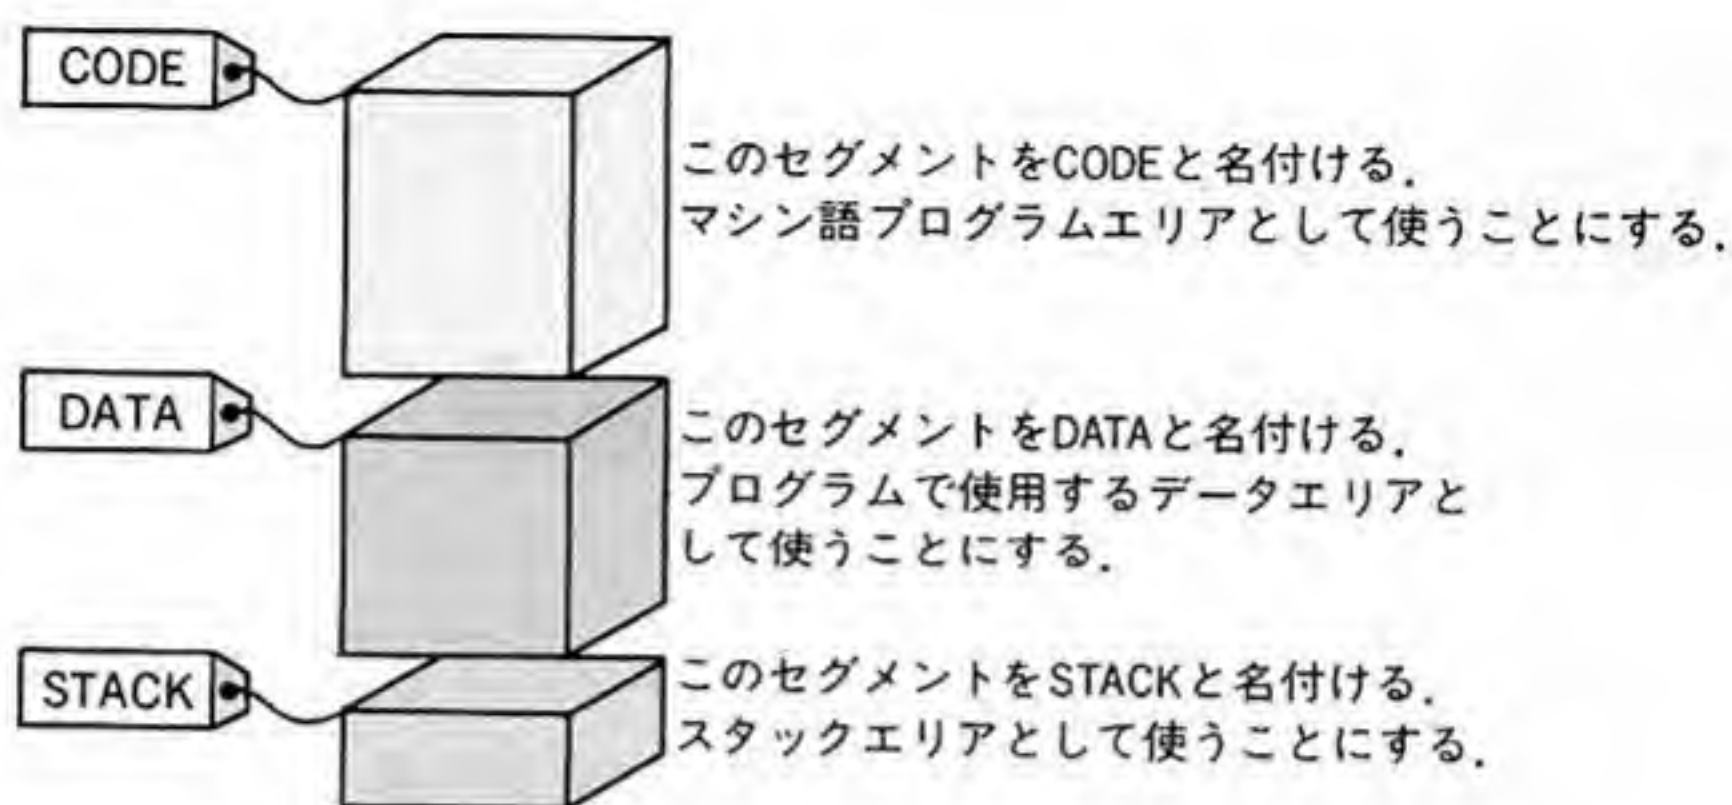 CODE
このセグメントをCODEと名付ける.
マシン語プログラムエリアとして使うことにする.
DATA
このセグメントをDATAと名付ける.
プログラムで使用するデータエリアと
して使うことにする.
STACK
このセグメントをSTACKと名付ける.
スタックエリアとして使うことにする.